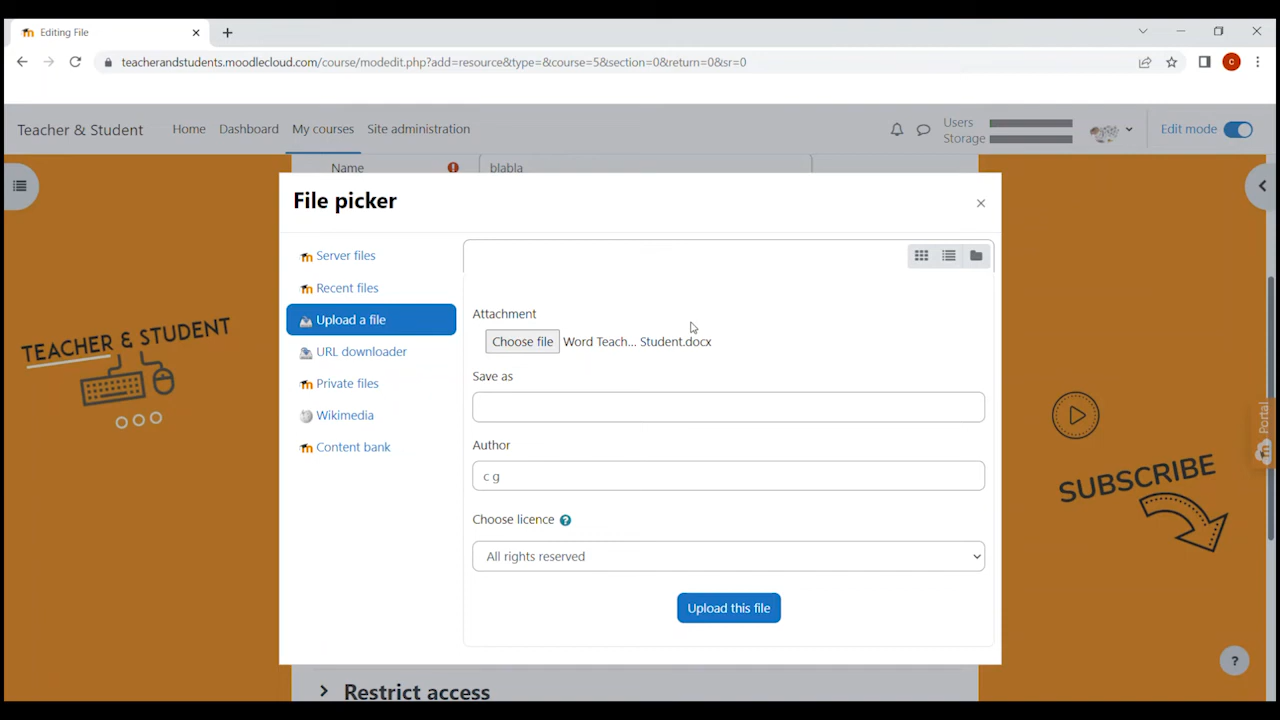 Editing File
teacherandstudents.moodlecloud.com/course/modedit.php?add=resource&type=&course=5&section=0&return=0&sr=0
C
Teacher & Student
Home
Dashboard
My courses
Site administration
Users
Storage
Edit mode
Name
blabla
File picker
Server files
Recent files
Upload a file
URL downloader
Private files
Wikimedia
Content bank
Attachment
Choose file Word Teach... Student.docx
Save as
Author
c g
Choose licence
All rights reserved
Upload this file
Restrict access
TEACHER & STUDENT
SUBSCRIBE
Portal
?